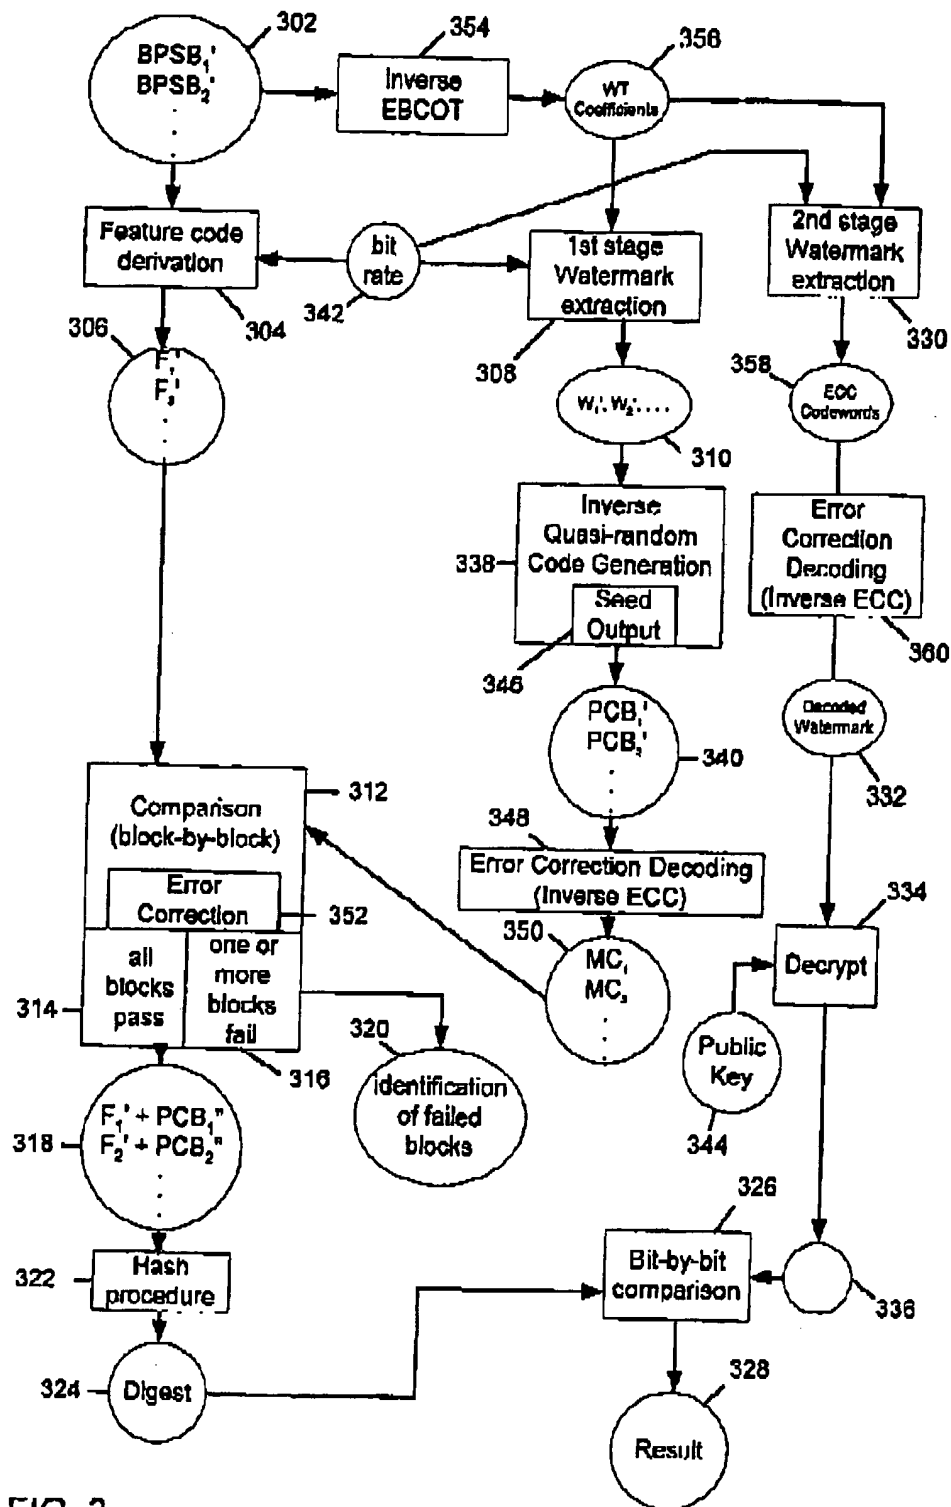 302
354
356
BPSB₁'
BPSB₂'
Inverse
EBCOT
WT
Coefficients
Feature code
derivation
304
bit
rate
342
1st stage
Watermark
extraction
308
2nd stage
Watermark
extraction
330
306
F₁'
358
ECC
Codewords
W₁', W₂', ....
310
Inverse
Quasi-random
Code Generation
338
Seed
Output
346
Error
Correction
Decoding
(Inverse ECC)
360
PCB₁'
340
Decoded
Watermark
332
Comparison
(block-by-block)
312
Error
Correction
352
all
blocks
pass
314
one or
more
blocks
fail
316
348
Error Correction Decoding
(Inverse ECC)
350
MC₁
334
Decrypt
Public
Key
344
320
identification
of failed
blocks
318
F₁' + PCB₁"
F₂' + PCB₂"
322
Hash
procedure
324
Digest
326
Bit-by-bit
comparison
336
328
Result